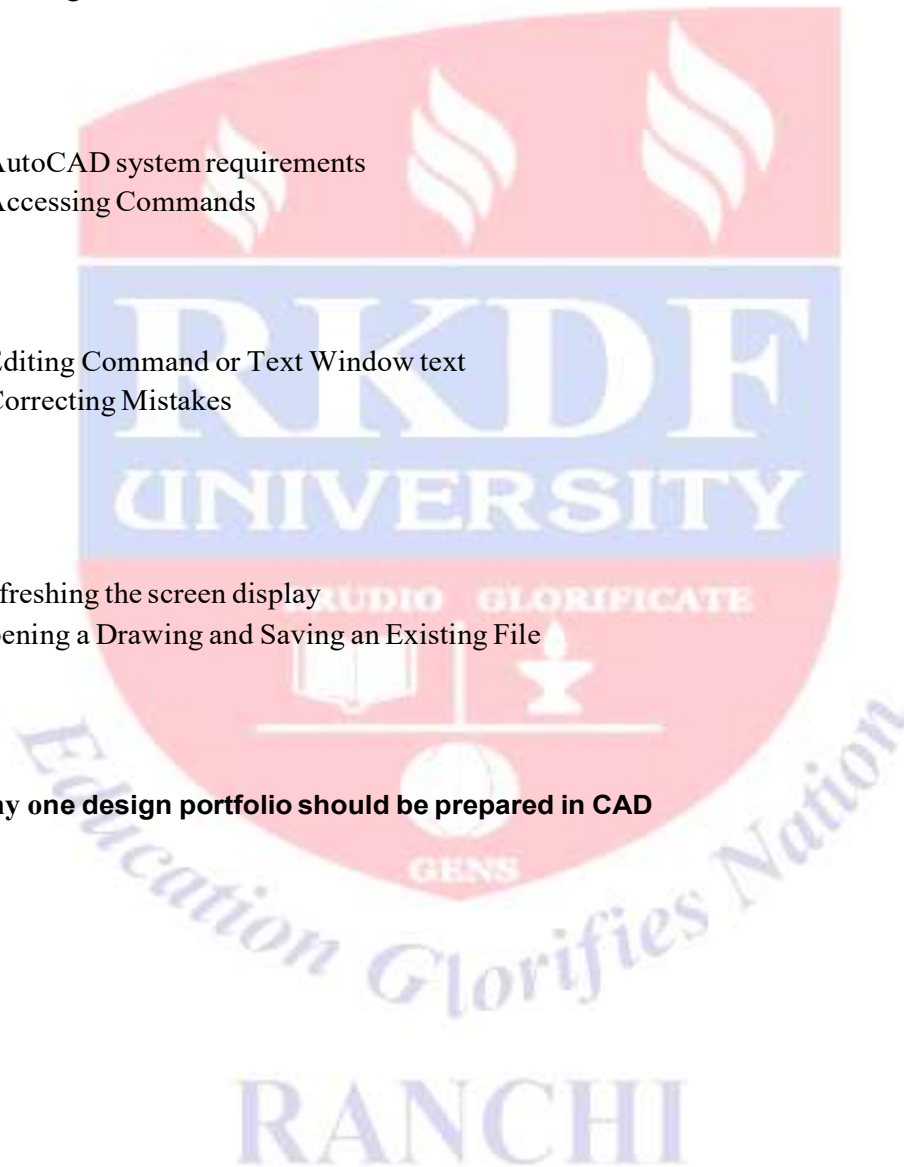 AutoCAD system requirements
Accessing Commands
RKDF
Editing Command or Text Window text
Correcting Mistakes
UNIVERSITY
freshing the screen display
GLORIFICATE
ening a Drawing and Saving an Existing File
ny one design portfolio should be prepared in CAD
GENS
Education Glorifies Nation
RANCHI